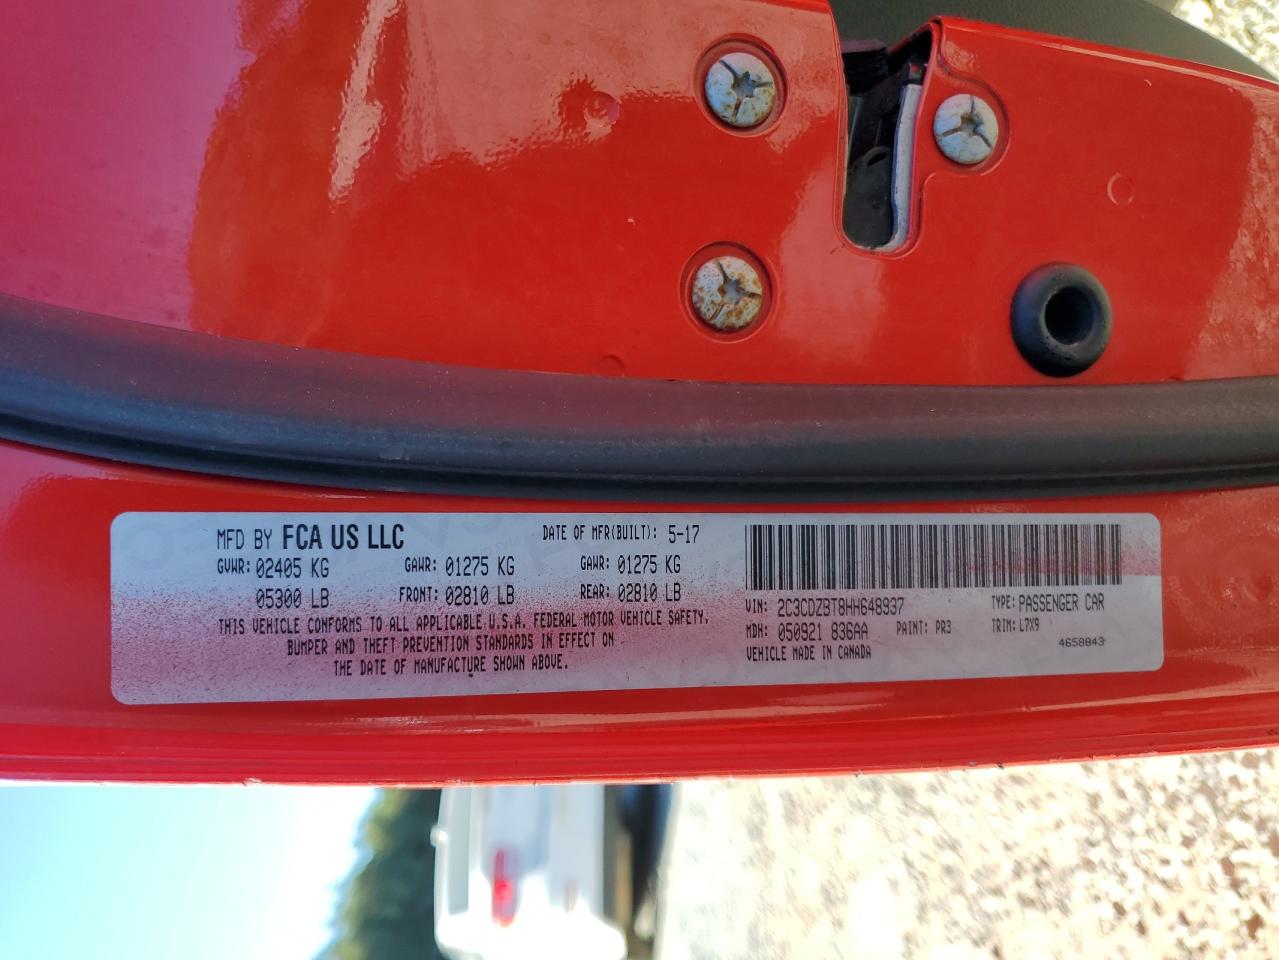 MFD BY FCA US LLC DATE OF MFR(BUILT): 5-17
GVWR: 02405 KG GAWR: 01275 KG GAWR: 01275 KG
05300 LB FRONT: 02810 LB REAR: 02810 LB
THIS VEHICLE CONFORMS TO ALL APPLICABLE U.S.A. FEDERAL MOTOR VEHICLE SAFETY,
BUMPER AND THEFT PREVENTION STANDARDS IN EFFECT ON
THE DATE OF MANUFACTURE SHOWN ABOVE.
VIN: 2C3CDZBT8HH648937 TYPE: PASSENGER CAR
MDH: 050921 836AA PAINT: PR3 TRIM: L7X9
VEHICLE MADE IN CANADA 4658843